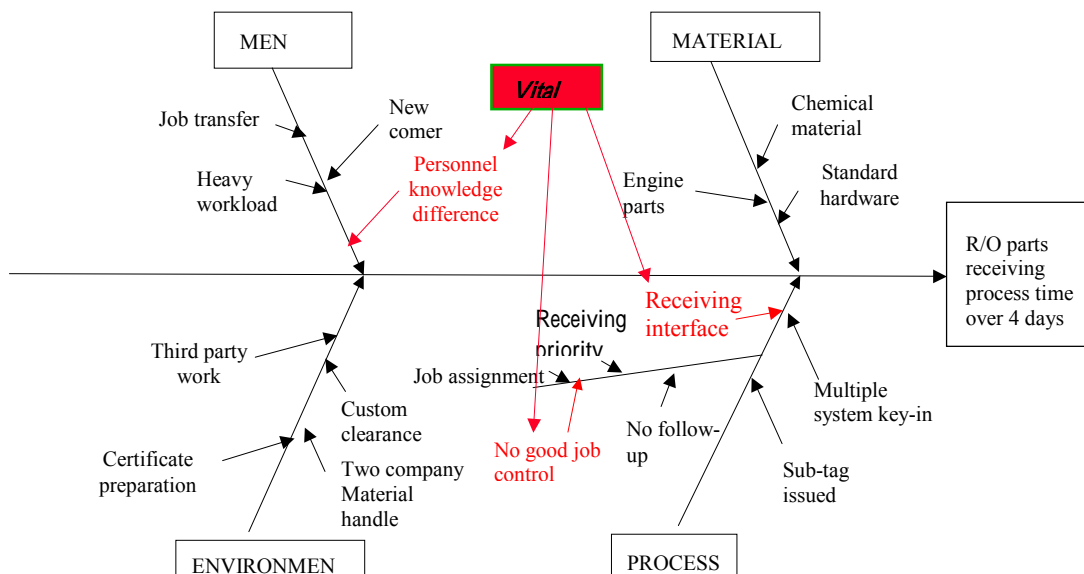 MEN
MATERIAL
Vital
Job transfer
New
comer
Heavy
workload
Personnel
knowledge
difference
Chemical
material
Engine
parts
Standard
hardware
R/O parts
receiving
process time
over 4 days
Receiving
interface
Receiving
priority
Job assignment
No good job
control
No follow-
up
Multiple
system key-in
Sub-tag
issued
Third party
work
Custom
clearance
Certificate
preparation
Two company
Material
handle
ENVIRONMEN
PROCESS